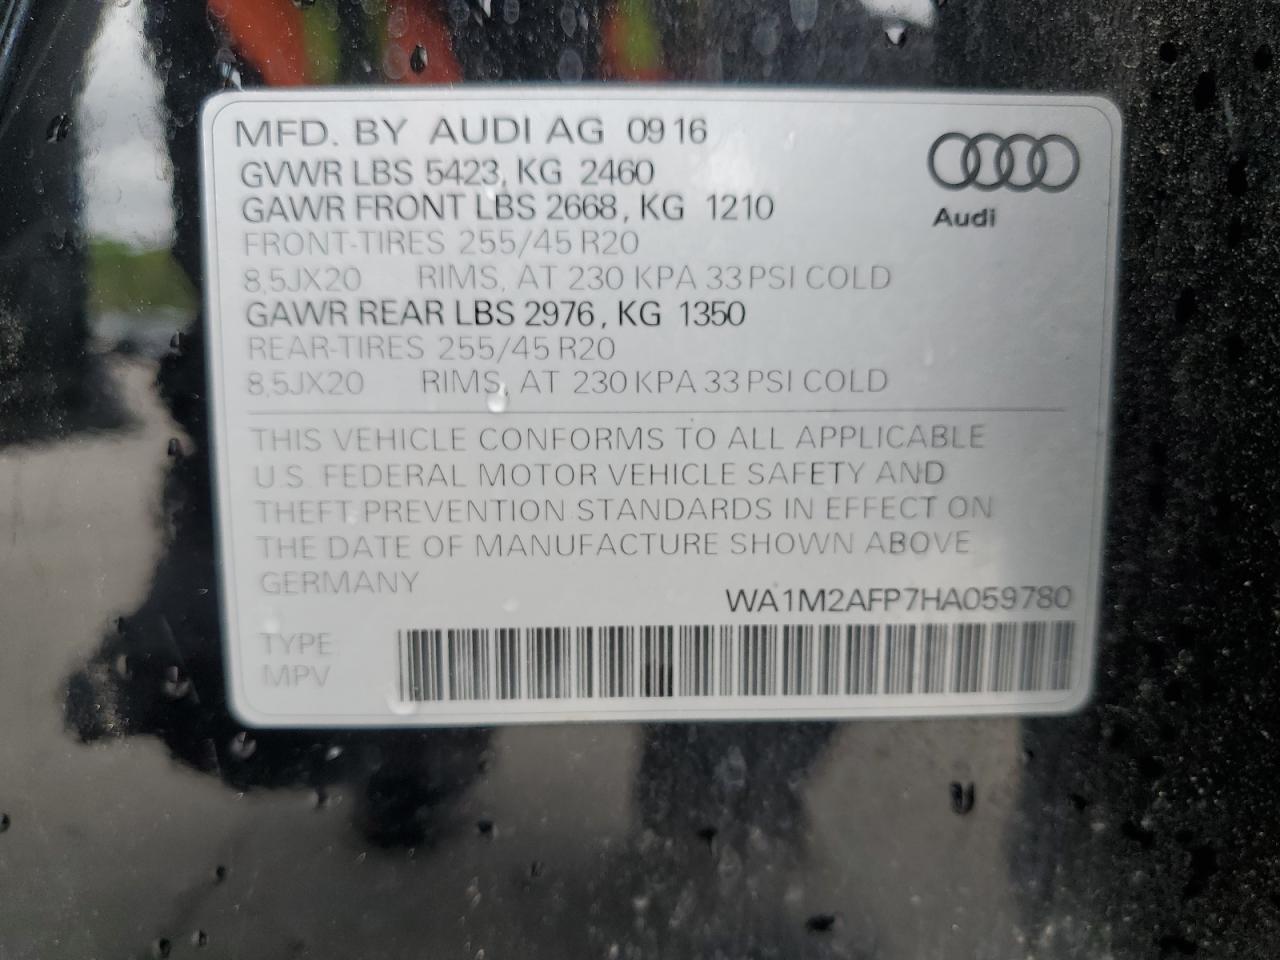 MFD. BY AUDI AG 09 16
GVWR LBS 5423, KG 2460
GAWR FRONT LBS 2668, KG 1210
Audi
FRONT-TIRES 255/45 R20
8,5JX20 RIMS, AT 230 KPA 33 PSI COLD
GAWR REAR LBS 2976, KG 1350
REAR-TIRES 255/45 R20
8,5JX20 RIMS, AT 230 KPA 33 PSI COLD
THIS VEHICLE CONFORMS TO ALL APPLICABLE
U.S. FEDERAL MOTOR VEHICLE SAFETY AND
THEFT PREVENTION STANDARDS IN EFFECT ON
THE DATE OF MANUFACTURE SHOWN ABOVE
GERMANY
WA1M2AFP7HA059780
TYPE
MPV